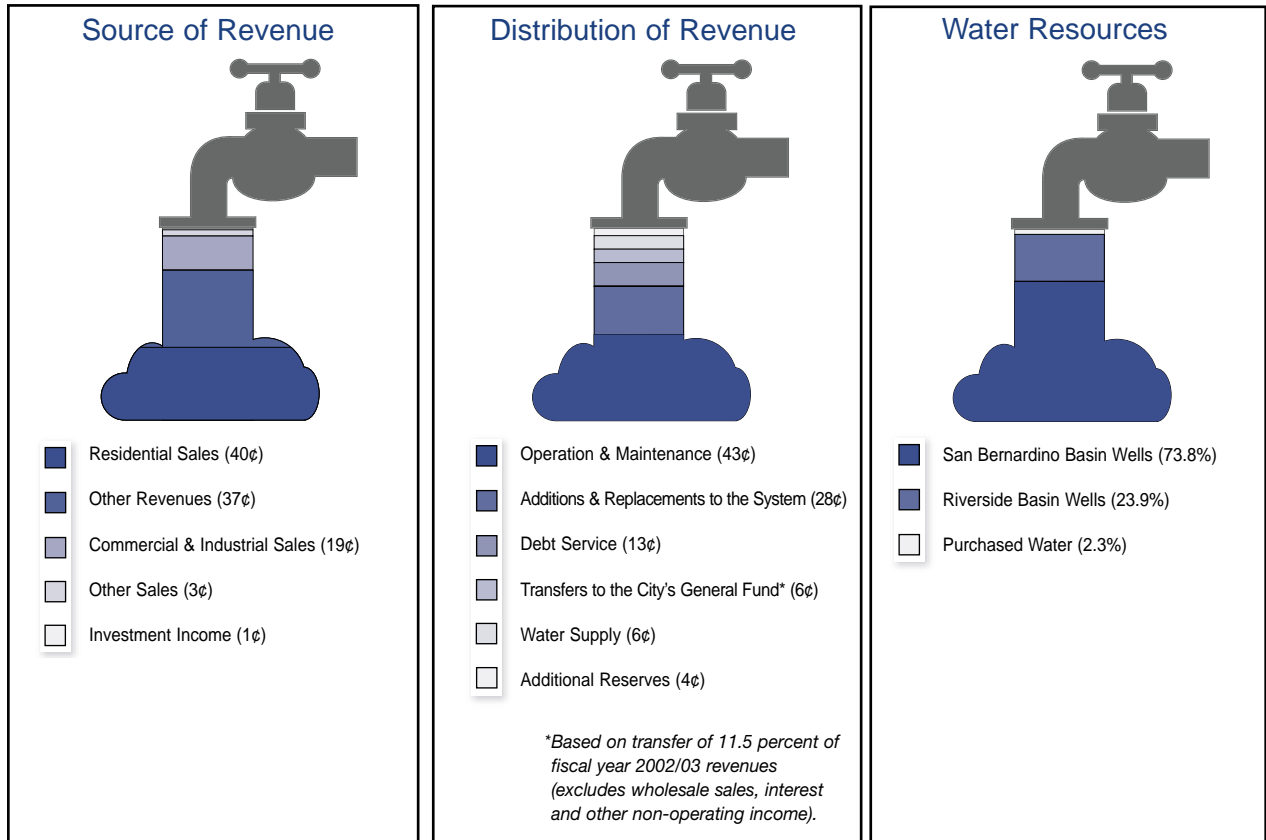 Source of Revenue
Residential Sales (40¢)
Other Revenues (37¢)
Commercial & Industrial Sales (19¢)
Other Sales (3¢)
Investment Income (1¢)
Distribution of Revenue
Operation & Maintenance (43¢)
Additions & Replacements to the System (28¢)
Debt Service (13¢)
Transfers to the City’s General Fund* (6¢)
Water Supply (6¢)
Additional Reserves (4¢)
*Based on transfer of 11.5 percent of
fiscal year 2002/03 revenues
(excludes wholesale sales, interest
and other non-operating income).
Water Resources
San Bernardino Basin Wells (73.8%)
Riverside Basin Wells (23.9%)
Purchased Water (2.3%)